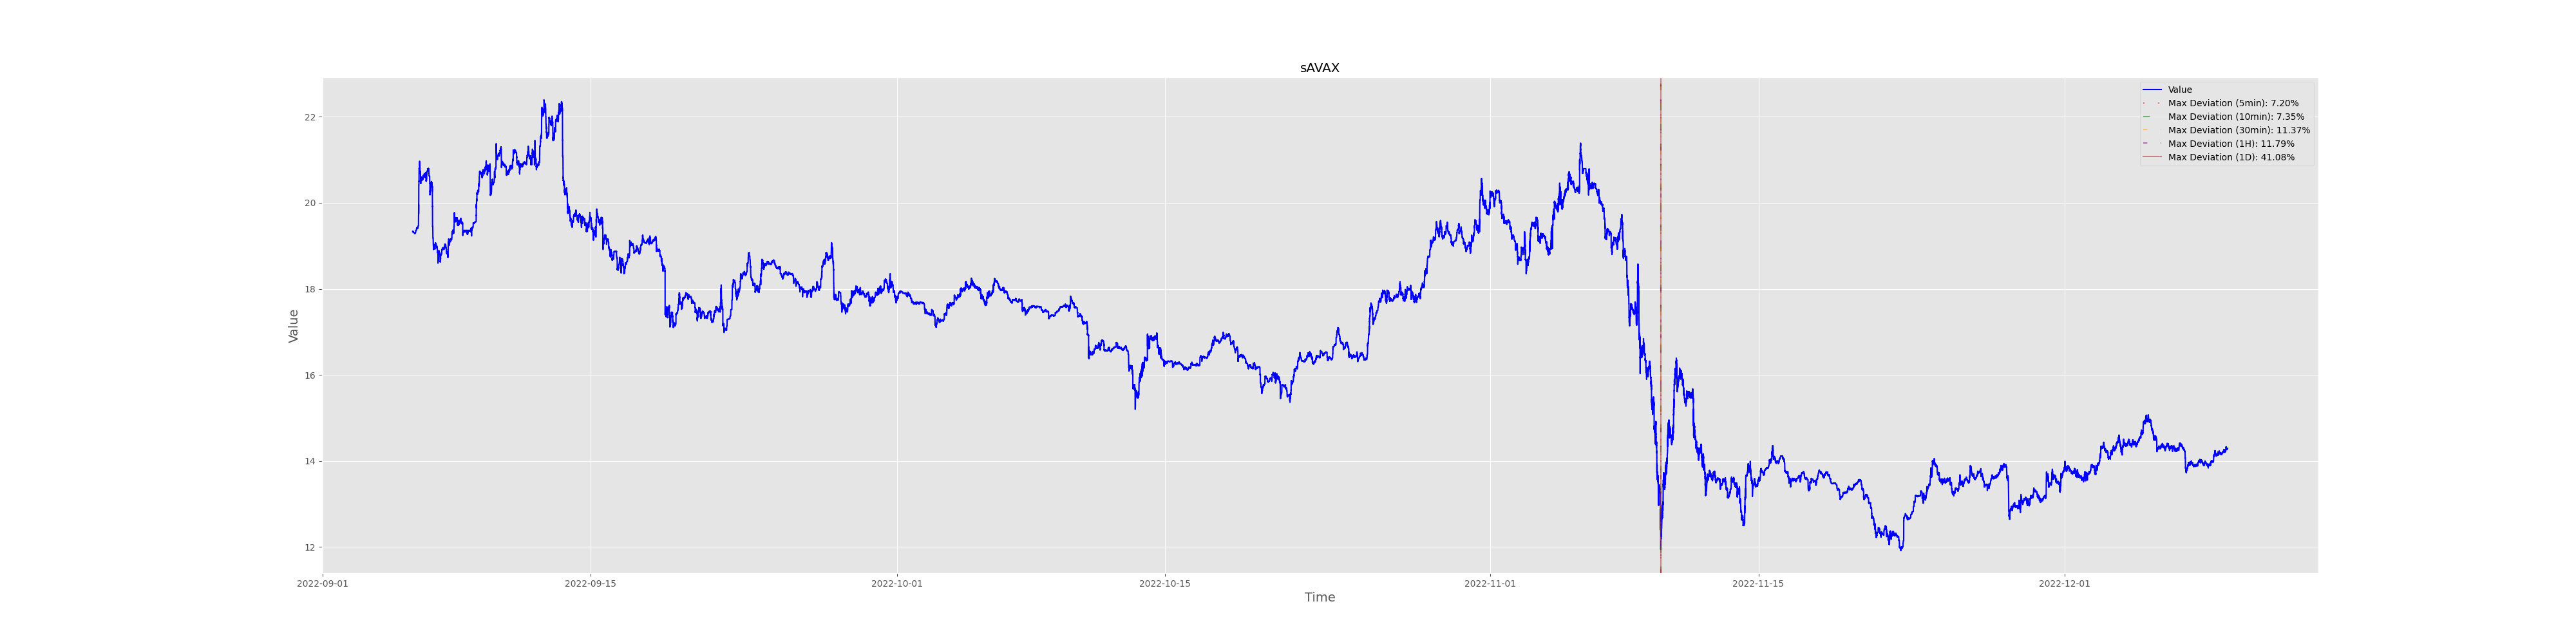 sAVAX
Value
Max Deviation (5min): 7.20%
Max Deviation (10min): 7.35%
Max Deviation (30min): 11.37%
Max Deviation (1H): 11.79%
Max Deviation (1D): 41.08%
22
20
18
16
14
12
Value
2022-09-01
2022-09-15
2022-10-01
2022-10-15
2022-11-01
2022-11-15
2022-12-01
Time